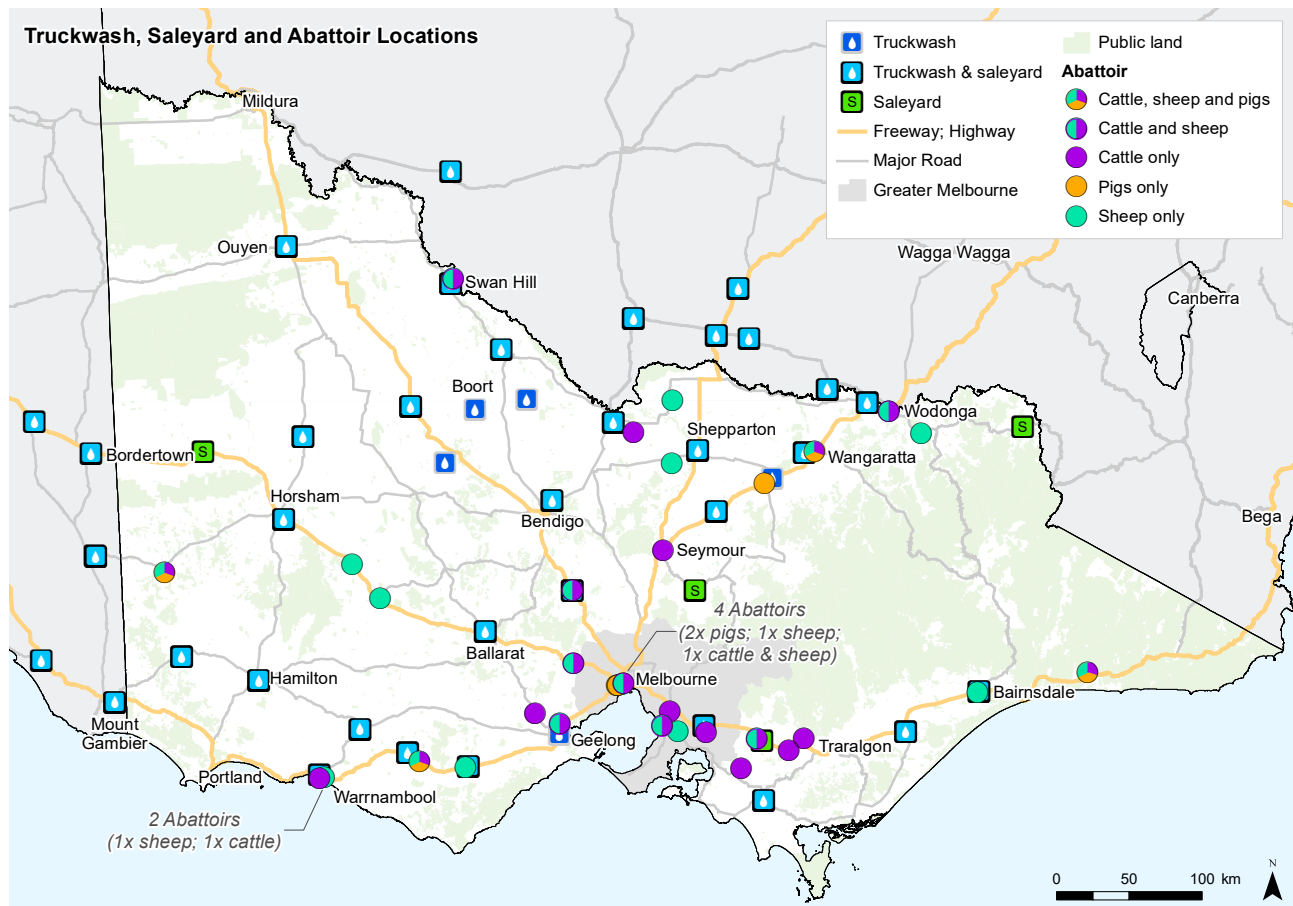 Truckwash, Saleyard and Abattoir Locations
Truckwash
Truckwash & saleyard
S Saleyard
Freeway; Highway
Major Road
Greater Melbourne
Public land
Abattoir
Cattle, sheep and pigs
Cattle and sheep
Cattle only
Pigs only
Sheep only
Mildura
Ouyen
Swan Hill
Wagga Wagga
Canberra
Boort
Wodonga
Shepparton
S
Bordertown
S
Wangaratta
Horsham
Bendigo
Bega
Seymour
S
4 Abattoirs
(2x pigs; 1x sheep;
1x cattle & sheep)
Ballarat
Hamilton
Melbourne
Bairnsdale
Mount
Gambier
Geelong
S
Traralgon
Portland
Warrnambool
2 Abattoirs
(1x sheep; 1x cattle)
N
0 50 100 km